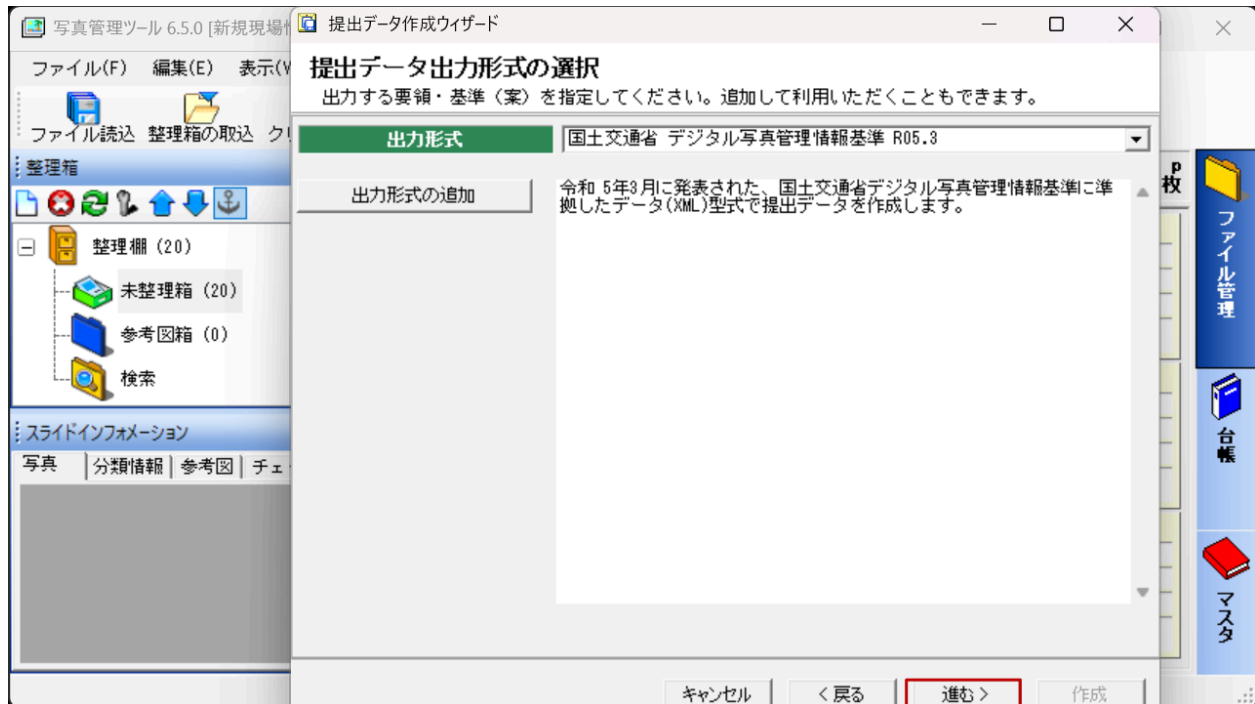 写真管理ツール 6.5.0 [新規現場情
ファイル(F) 編集(E) 表示(V
ファイル読込 整理箱の取込 ク
整理箱
整理棚 (20)
未整理箱 (20)
参考図箱 (0)
検索
スライドインフォメーション
写真 分類情報 参考図 チェ
提出データ作成ウィザード
提出データ出力形式の選択
出力する要領・基準（案）を指定してください。追加して利用いただくこともできます。
出力形式 国土交通省 デジタル写真管理情報基準 R05.3
出力形式の追加
令和 5年3月に発表された、国土交通省デジタル写真管理情報基準に準
拠したデータ(XML)型式で提出データを作成します。
キャンセル < 戻る 進む > 作成
P
枚
ファイル管理
台帳
マスタ